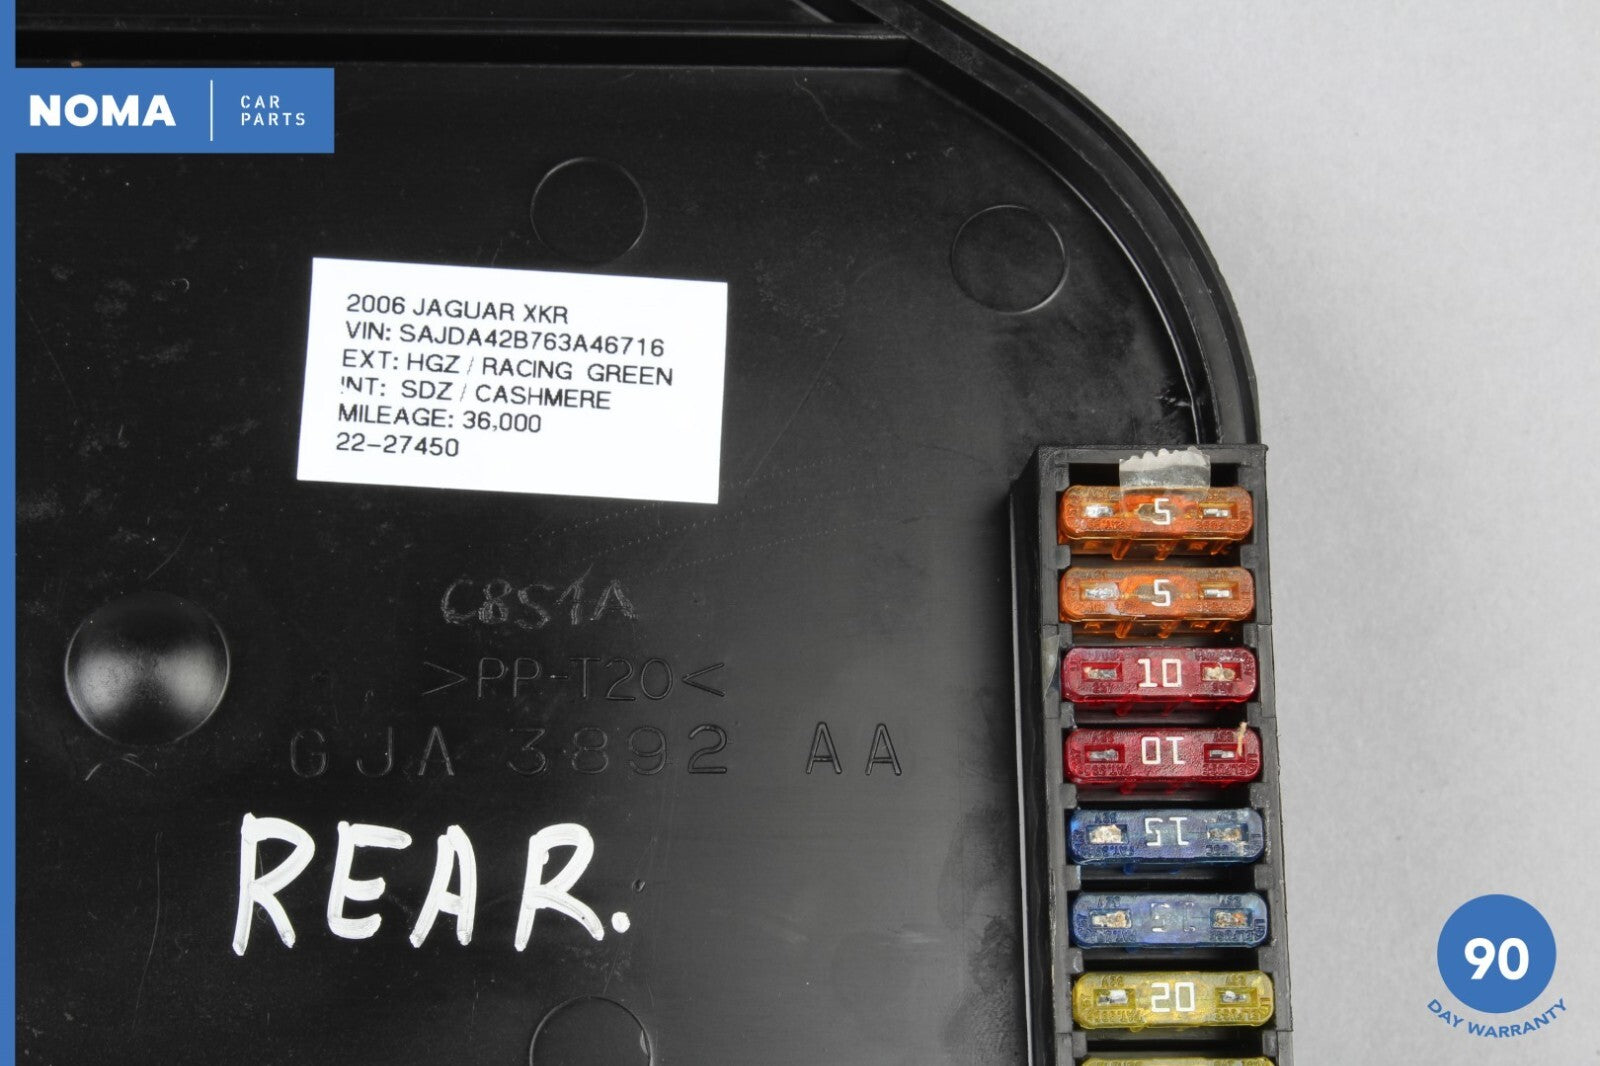 NOMA
CAR
PARTS
2006 JAGUAR XKR
VIN: SAJDA42B763A46716
EXT: HGZ / RACING GREEN
INT: SDZ / CASHMERE
MILEAGE: 36,000
22-27450
C8S1A
>PP-T20<
GJA 3892 AA
REAR.
5
5
10
10
15
15
20
90
DAY WARRANTY